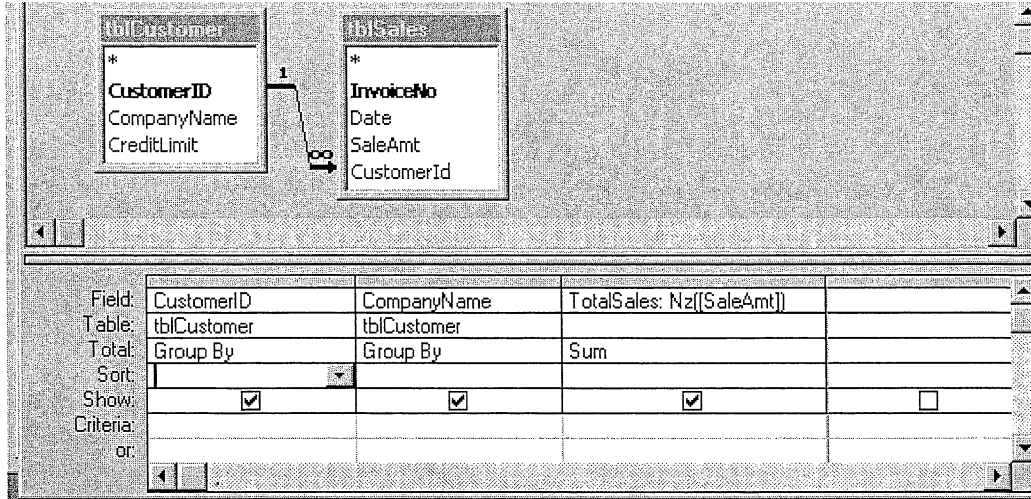 tblCustomer
*
CustomerID
CompanyName
CreditLimit
1
∞
tblSales
*
InvoiceNo
Date
SaleAmt
CustomerId
Field: CustomerID CompanyName TotalSales: Nz([SaleAmt])
Table: tblCustomer tblCustomer
Total: Group By Group By Sum
Sort:
Show:
Criteria:
or: